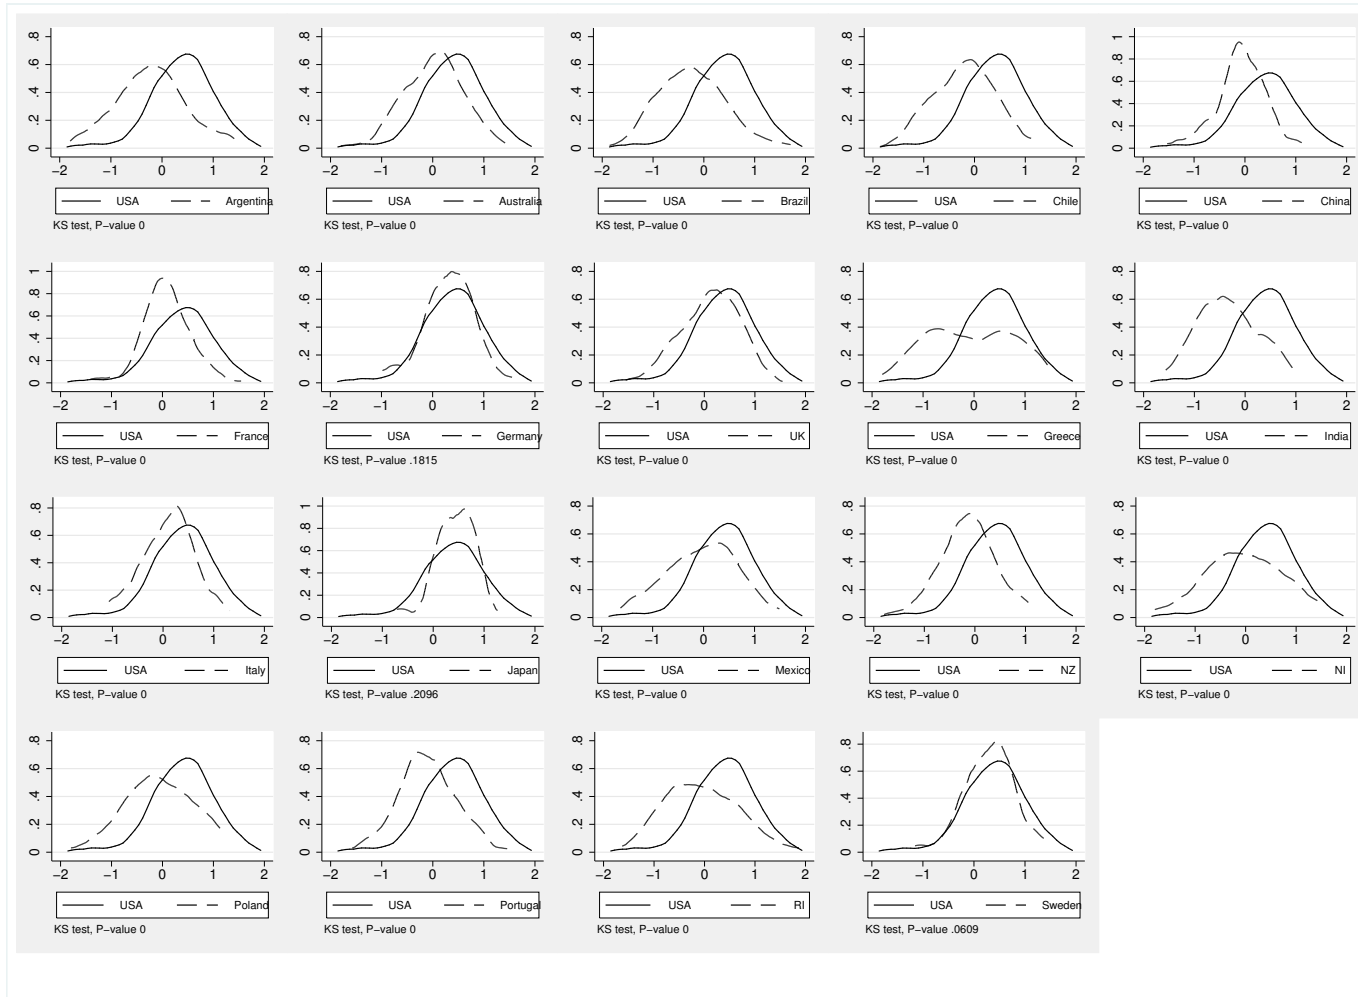 0 .2 .4 .6 .8
−2 −1 0 1 2
USA Argentina
KS test, P−value 0
0 .2 .4 .6 .8
−2 −1 0 1 2
USA Australia
KS test, P−value 0
0 .2 .4 .6 .8
−2 −1 0 1 2
USA Brazil
KS test, P−value 0
0 .2 .4 .6 .8
−2 −1 0 1 2
USA Chile
KS test, P−value 0
0 .2 .4 .6 .8 1
−2 −1 0 1 2
USA China
KS test, P−value 0
0 .2 .4 .6 .8 1
−2 −1 0 1 2
USA France
KS test, P−value 0
0 .2 .4 .6 .8
−2 −1 0 1 2
USA Germany
KS test, P−value .1815
0 .2 .4 .6 .8
−2 −1 0 1 2
USA UK
KS test, P−value 0
0 .2 .4 .6 .8
−2 −1 0 1 2
USA Greece
KS test, P−value 0
0 .2 .4 .6 .8
−2 −1 0 1 2
USA India
KS test, P−value 0
0 .2 .4 .6 .8
−2 −1 0 1 2
USA Italy
KS test, P−value 0
0 .2 .4 .6 .8 1
−2 −1 0 1 2
USA Japan
KS test, P−value .2096
0 .2 .4 .6 .8
−2 −1 0 1 2
USA Mexico
KS test, P−value 0
0 .2 .4 .6 .8
−2 −1 0 1 2
USA NZ
KS test, P−value 0
0 .2 .4 .6 .8
−2 −1 0 1 2
USA NI
KS test, P−value 0
0 .2 .4 .6 .8
−2 −1 0 1 2
USA Poland
KS test, P−value 0
0 .2 .4 .6 .8
−2 −1 0 1 2
USA Portugal
KS test, P−value 0
0 .2 .4 .6 .8
−2 −1 0 1 2
USA RI
KS test, P−value 0
0 .2 .4 .6 .8
−2 −1 0 1 2
USA Sweden
KS test, P−value .0609